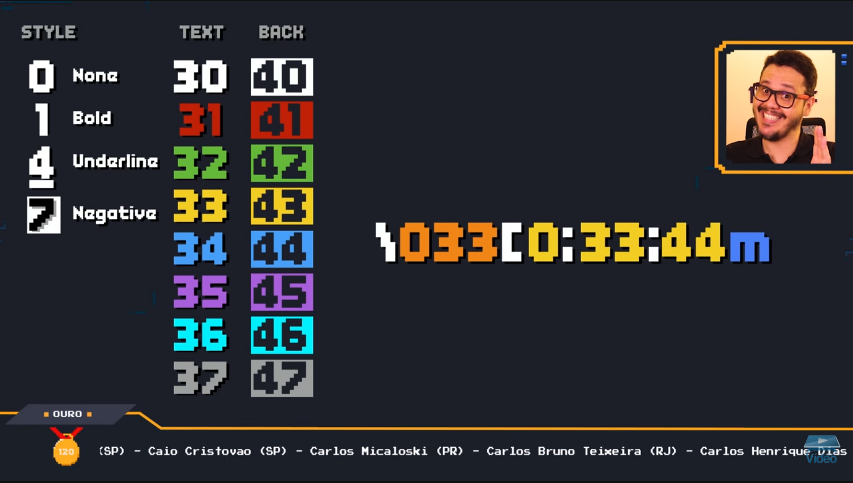 STYLE TEXT BACK
0 None 30 40
1 Bold 31 41
4 Underline 32 42
7 Negative 33 43
34 44
35 45
36 46
37 47
\033[0:33:44m
OURO
120
(SP) - Caio Cristovao (SP) - Carlos Micaloski (PR) - Carlos Bruno Teixeira (RJ) - Carlos Henrique Dias
Video